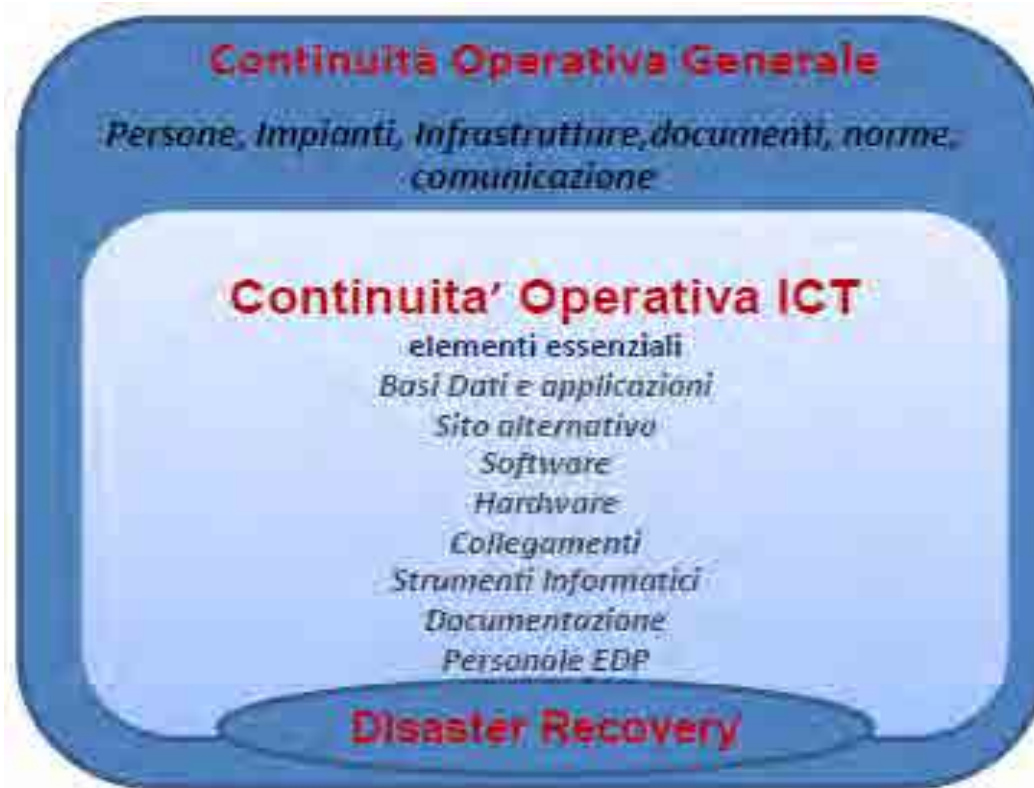 Continuità Operativa Generale
Persone, Impianti, Infrastrutture,documenti, norme,
comunicazione
Continuita' Operativa ICT
elementi essenziali
Basi Dati e applicazioni
Sito alternativo
Software
Hardware
Collegamenti
Strumenti Informatici
Documentazione
Personale EDP
Disaster Recovery